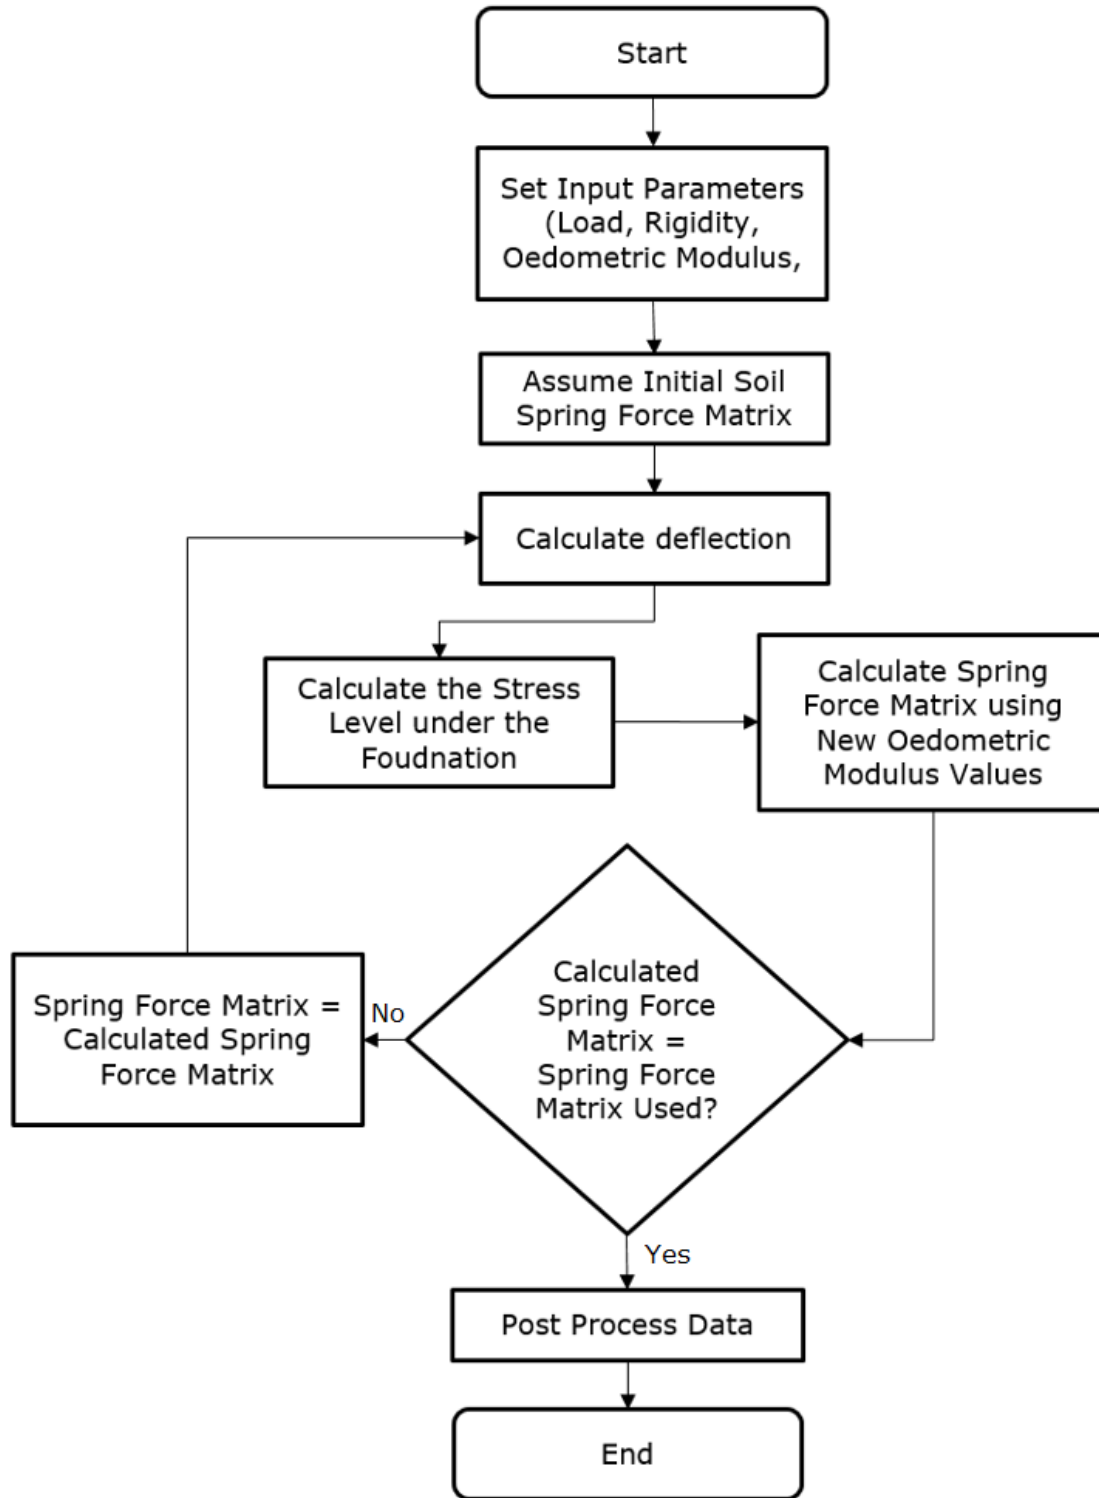 Start
Set Input Parameters
(Load, Rigidity,
Oedometric Modulus,
Assume Initial Soil
Spring Force Matrix
Calculate deflection
Calculate the Stress
Level under the
Foudnation
Calculate Spring
Force Matrix using
New Oedometric
Modulus Values
Calculated
Spring Force
Matrix =
Spring Force
Matrix Used?
No
Spring Force Matrix =
Calculated Spring
Force Matrix
Yes
Post Process Data
End